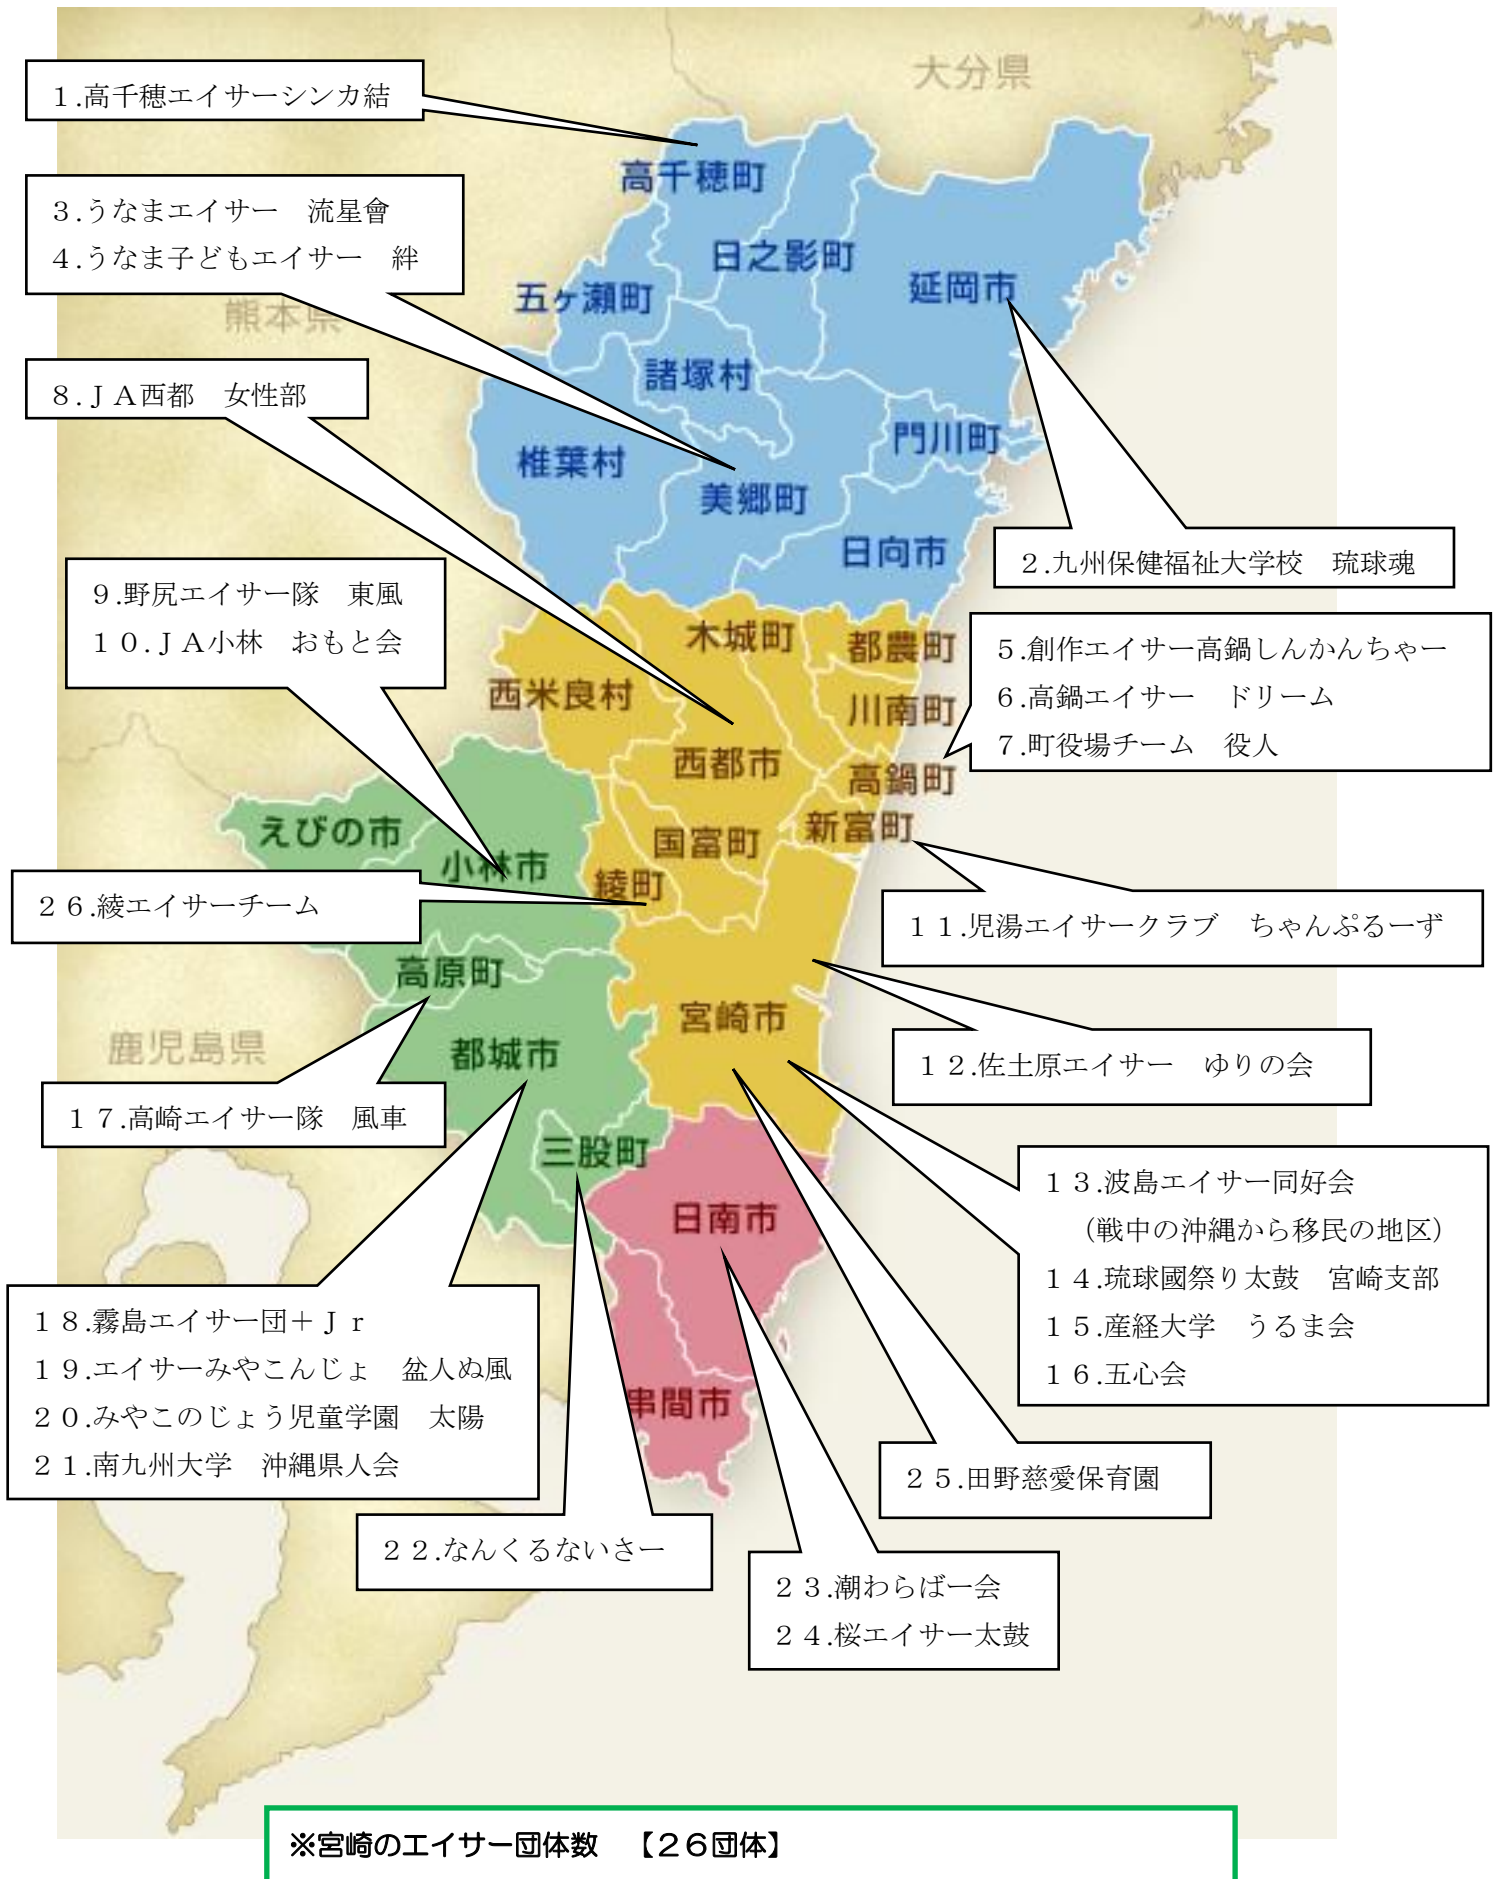 大分県
１.高千穂エイサーシンカ結
高千穂町
３.うなまエイサー　流星會
４.うなま子どもエイサー　絆
日之影町
延岡市
五ヶ瀬町
熊本県
諸塚村
８.ＪＡ西都　女性部
門川町
椎葉村
美郷町
日向市
２.九州保健福祉大学校　琉球魂
９.野尻エイサー隊　東風
１０.ＪＡ小林　おもと会
木城町
都農町
５.創作エイサー高鍋しんかんちゃー
６.高鍋エイサー　ドリーム
７.町役場チーム　役人
西米良村
川南町
西都市
高鍋町
えびの市
国富町
新富町
小林市
綾町
２６.綾エイサーチーム
１１.児湯エイサークラブ　ちゃんぷるーず
高原町
宮崎市
鹿児島県
都城市
１２.佐土原エイサー　ゆりの会
１７.高崎エイサー隊　風車
三股町
１３.波島エイサー同好会
（戦中の沖縄から移民の地区）
１４.琉球國祭り太鼓　宮崎支部
１５.産経大学　うるま会
１６.五心会
日南市
１８.霧島エイサー団＋Ｊｒ
１９.エイサーみやこんじょ　盆人ぬ風
２０.みやこのじょう児童学園　太陽
２１.南九州大学　沖縄県人会
串間市
２５.田野慈愛保育園
２２.なんくるないさー
２３.潮わらばー会
２４.桜エイサー太鼓
※宮崎のエイサー団体数　【２６団体】